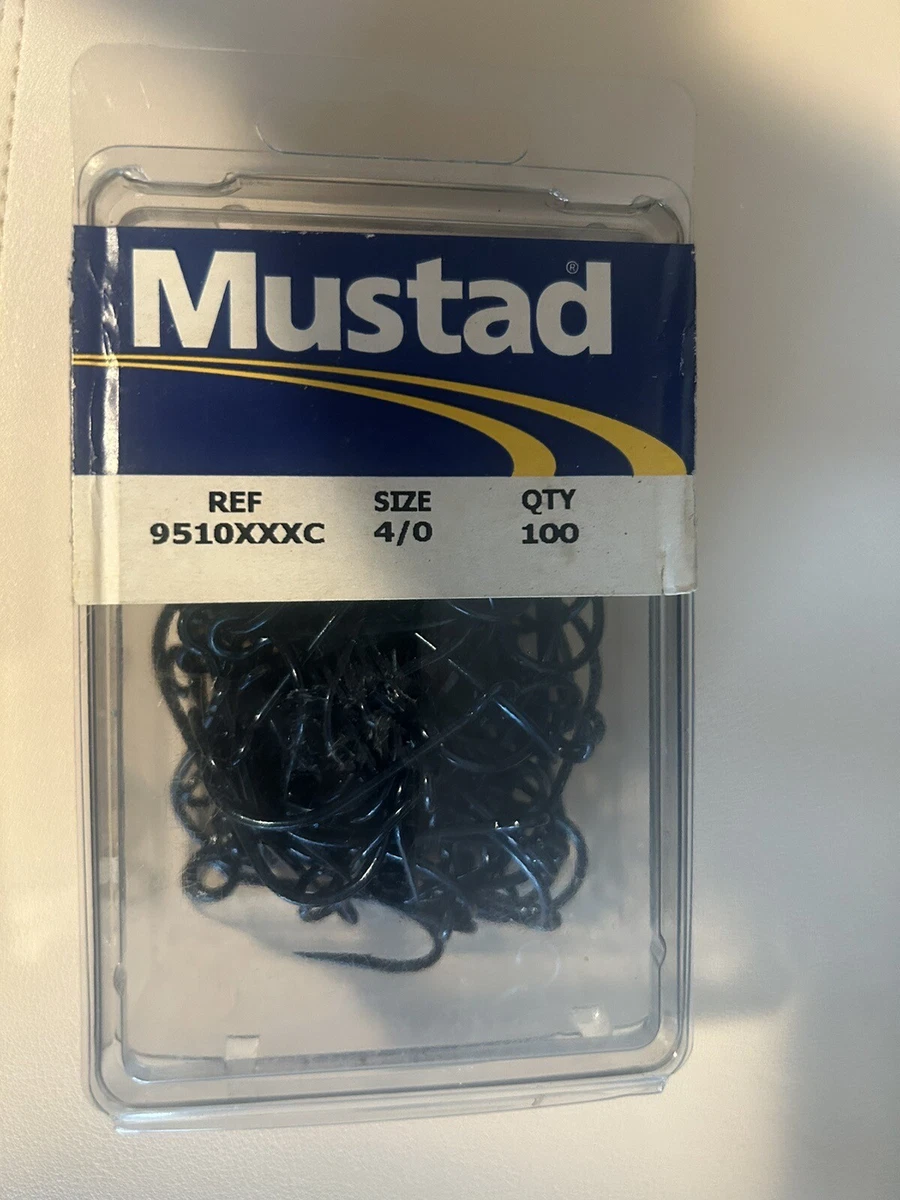 Mustad®
REF SIZE QTY
9510XXXC 4/0 100